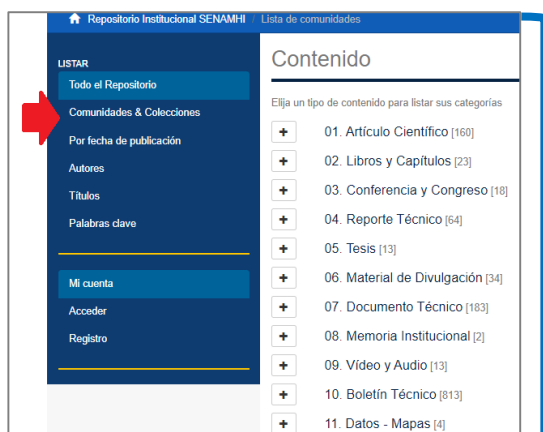 Repositorio Institucional SENAMHI / Lista de comunidades
LISTAR
Todo el Repositorio
Comunidades & Colecciones
Por fecha de publicación
Autores
Títulos
Palabras clave
Mi cuenta
Acceder
Registro
Contenido
Elija un tipo de contenido para listar sus categorías
+ 01. Artículo Científico [160]
+ 02. Libros y Capítulos [23]
+ 03. Conferencia y Congreso [18]
+ 04. Reporte Técnico [64]
+ 05. Tesis [13]
+ 06. Material de Divulgación [34]
+ 07. Documento Técnico [183]
+ 08. Memoria Institucional [2]
+ 09. Vídeo y Audio [13]
+ 10. Boletín Técnico [813]
+ 11. Datos - Mapas [4]